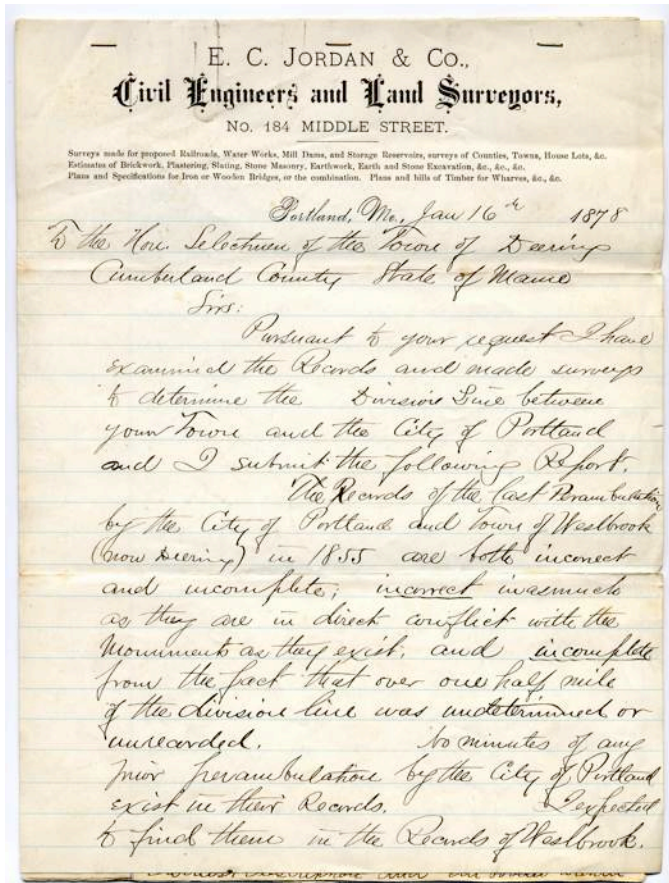 E. C. JORDAN & CO.,
Civil Engineers and Land Surveyors,
No. 184 MIDDLE STREET.
Surveys made for proposed Railroads, Water Works, Mill Dams, and Storage Reservoirs, surveys of Counties, Towns, House Lots, &c.
Estimates of Brickwork, Plastering, Slating, Stone Masonry, Earthwork, Earth and Stone Excavation, &c., &c., &c.
Plans and Specifications for Iron or Wooden Bridges, or the combination. Plans and bills of Timber for Wharves, &c., &c.
Portland, Me., Jan 16th 1878
To the Hon. Selectmen of the Town of Deering
Cumberland County State of Maine
Sirs:
Pursuant to your request I have
examined the Records and made surveys
to determine the Division Line between
your Town and the City of Portland
and I submit the following Report.
The Records of the last Perambulation
by the City of Portland and Town of Westbrook
(now Deering) in 1855 are both incorrect
and incomplete; incorrect inasmuch
as they are in direct conflict with the
Monuments as they exist, and incomplete
from the fact that over one half mile
of the division line was undetermined or
unrecorded. No minutes of any
prior perambulation by the City of Portland
exist in their Records. I expected
to find them in the Records of Westbrook.